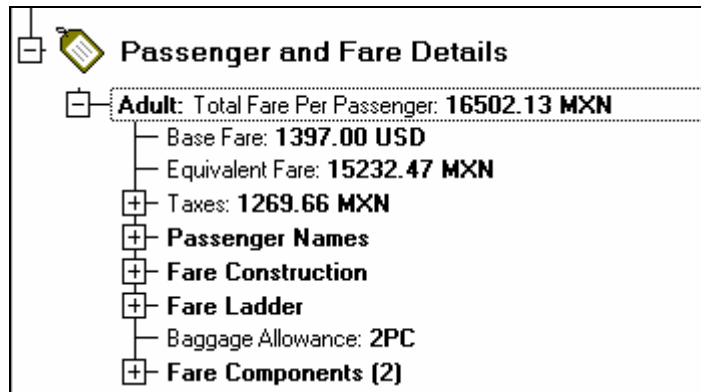 Passenger and Fare Details
Adult: Total Fare Per Passenger: 16502.13 MXN
Base Fare: 1397.00 USD
Equivalent Fare: 15232.47 MXN
Taxes: 1269.66 MXN
Passenger Names
Fare Construction
Fare Ladder
Baggage Allowance: 2PC
Fare Components (2)